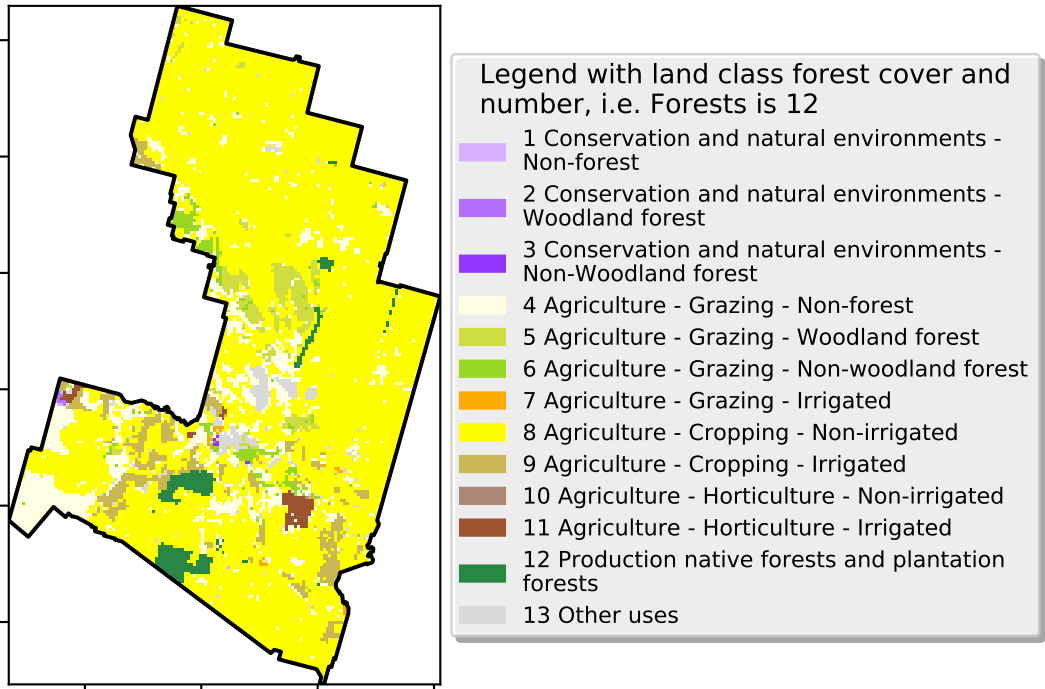 Legend with land class forest cover and
number, i.e. Forests is 12
1 Conservation and natural environments -
Non-forest
2 Conservation and natural environments -
Woodland forest
3 Conservation and natural environments -
Non-Woodland forest
4 Agriculture - Grazing - Non-forest
5 Agriculture - Grazing - Woodland forest
6 Agriculture - Grazing - Non-woodland forest
7 Agriculture - Grazing - Irrigated
8 Agriculture - Cropping - Non-irrigated
9 Agriculture - Cropping - Irrigated
10 Agriculture - Horticulture - Non-irrigated
11 Agriculture - Horticulture - Irrigated
12 Production native forests and plantation
forests
13 Other uses